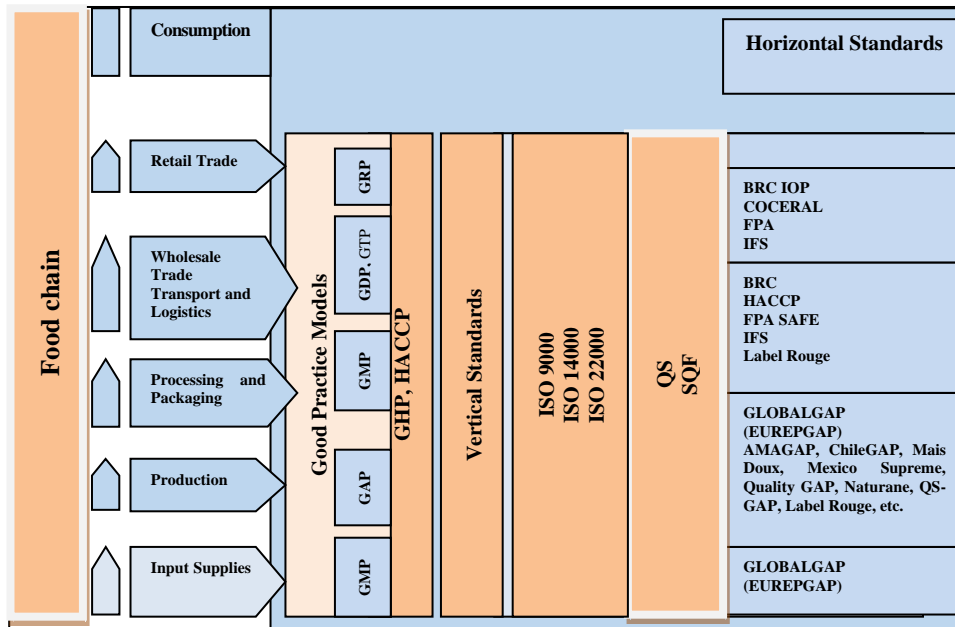 Food chain
Consumption
Retail Trade
Wholesale
Trade
Transport and
Logistics
Processing and
Packaging
Production
Input Supplies
Good Practice Models
GRP
GDP, GTP
GMP
GAP
GMP
GHP, HACCP
Vertical Standards
ISO 9000
ISO 14000
ISO 22000
QS
SQF
Horizontal Standards
BRC IOP
COCERAL
FPA
IFS
BRC
HACCP
FPA SAFE
IFS
Label Rouge
GLOBALGAP
(EUREPGAP)
AMAGAP, ChileGAP, Mais
Doux, Mexico Supreme,
Quality GAP, Naturane, QS-
GAP, Label Rouge, etc.
GLOBALGAP
(EUREPGAP)